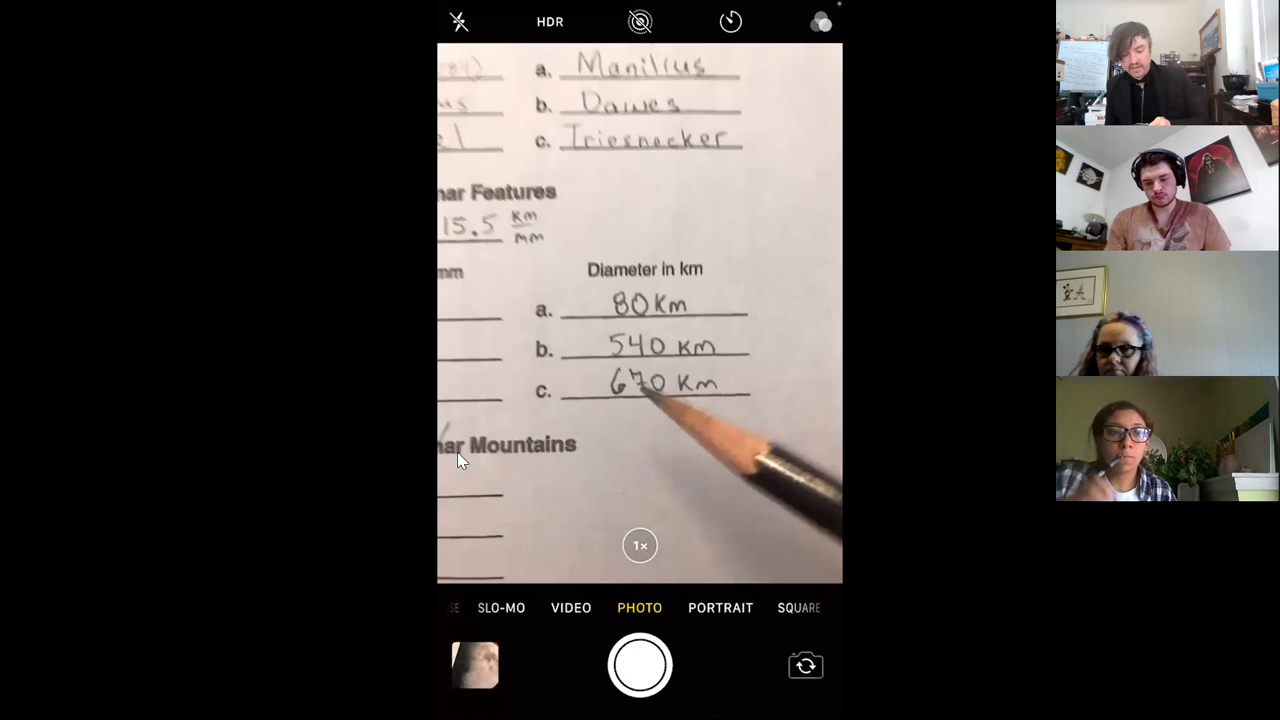 HDR
a. Manilius
b. Dawes
c. Triesnecker
nar Features
15.5 km/mm
mm
Diameter in km
a. 80 Km
b. 540 Km
c. 670 Km
nar Mountains
1×
SLO-MO VIDEO PHOTO PORTRAIT SQUARE